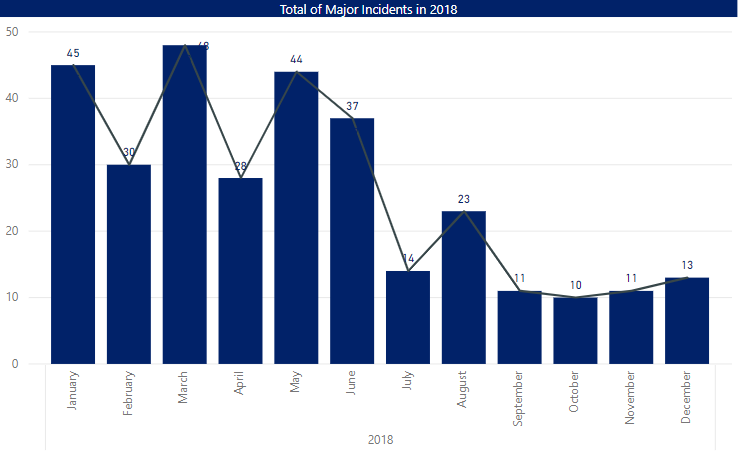 Total of Major Incidents in 2018
50
40
30
20
10
0
45
30
48
28
44
37
14
23
11
10
11
13
January
February
March
April
May
June
July
August
September
October
November
December
2018